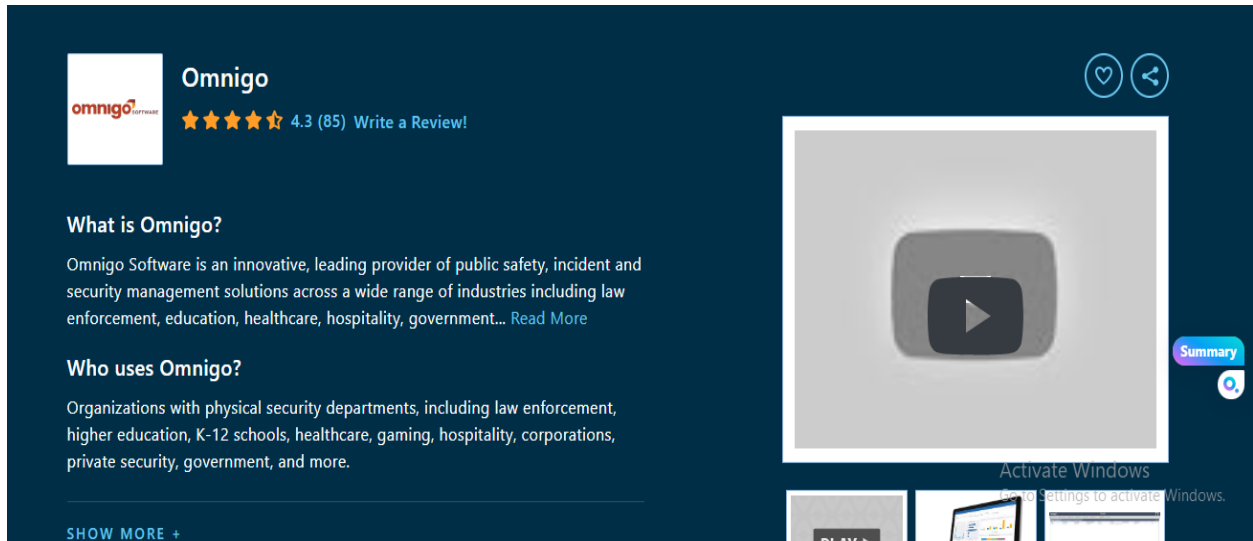 omnigo SOFTWARE
Omnigo
4.3 (85) Write a Review!
What is Omnigo?
Omnigo Software is an innovative, leading provider of public safety, incident and
security management solutions across a wide range of industries including law
enforcement, education, healthcare, hospitality, government... Read More
Who uses Omnigo?
Organizations with physical security departments, including law enforcement,
higher education, K-12 schools, healthcare, gaming, hospitality, corporations,
private security, government, and more.
SHOW MORE +
Summary
Activate Windows
Go to Settings to activate Windows.
PLAY